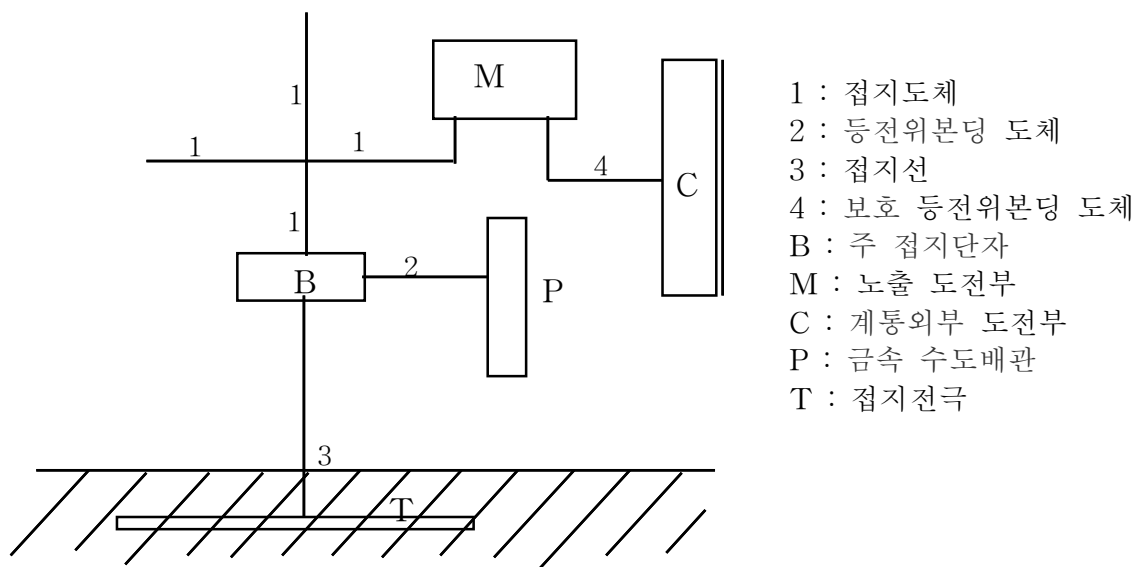 1
M
1
1
4
C
1
B
2
P
3
T
1 : 접지도체
2 : 등전위본딩 도체
3 : 접지선
4 : 보호 등전위본딩 도체
B : 주 접지단자
M : 노출 도전부
C : 계통외부 도전부
P : 금속 수도배관
T : 접지전극